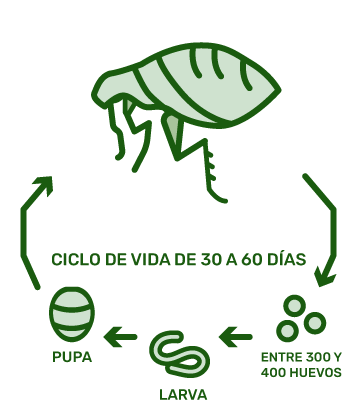 CICLO DE VIDA DE 30 A 60 DÍAS
PUPA
LARVA
ENTRE 300 Y
400 HUEVOS